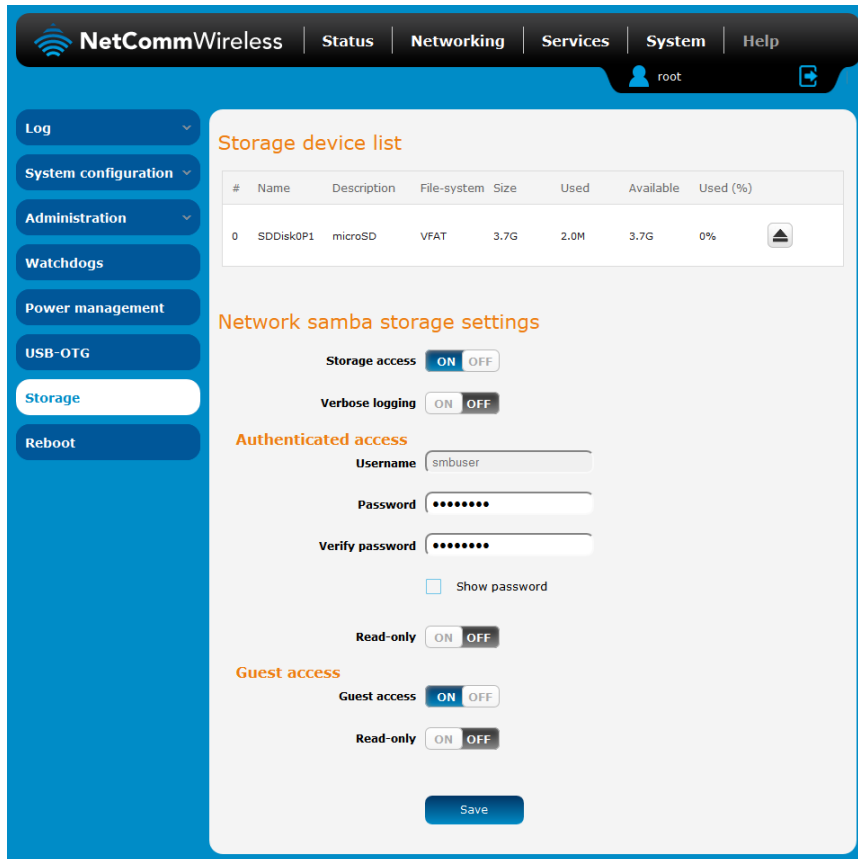 NetCommWireless Status Networking Services System Help
root
Log
System configuration
Administration
Watchdogs
Power management
USB-OTG
Storage
Reboot
Storage device list
# Name Description File-system Size Used Available Used (%)
0 SDDisk0P1 microSD VFAT 3.7G 2.0M 3.7G 0%
Network samba storage settings
Storage access ON OFF
Verbose logging ON OFF
Authenticated access
Username smbuser
Password ••••••••
Verify password ••••••••
Show password
Read-only ON OFF
Guest access
Guest access ON OFF
Read-only ON OFF
Save